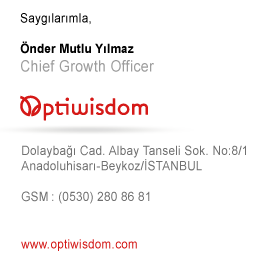 Saygılarımla,
Önder Mutlu Yılmaz
Chief Growth Officer
Optiwisdom
Dolaybağı Cad. Albay Tanseli Sok. No:8/1
Anadoluhisarı-Beykoz/İSTANBUL
GSM : (0530) 280 86 81
www.optiwisdom.com